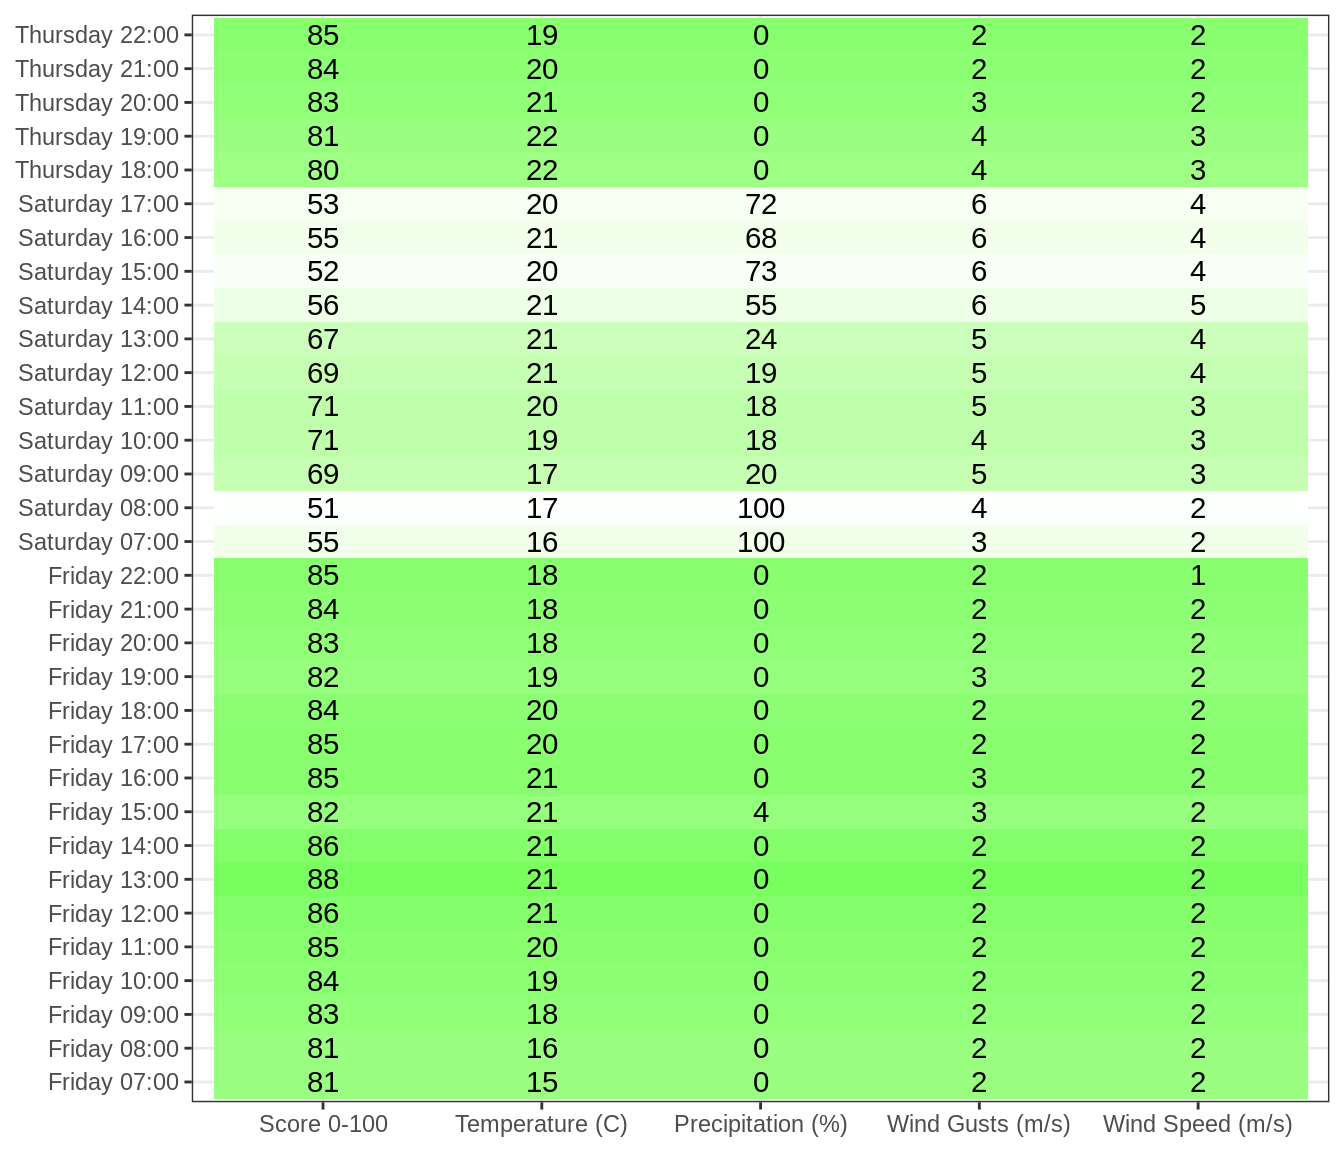 Thursday 22:00 85 19 0 2 2
Thursday 21:00 84 20 0 2 2
Thursday 20:00 83 21 0 3 2
Thursday 19:00 81 22 0 4 3
Thursday 18:00 80 22 0 4 3
Saturday 17:00 53 20 72 6 4
Saturday 16:00 55 21 68 6 4
Saturday 15:00 52 20 73 6 4
Saturday 14:00 56 21 55 6 5
Saturday 13:00 67 21 24 5 4
Saturday 12:00 69 21 19 5 4
Saturday 11:00 71 20 18 5 3
Saturday 10:00 71 19 18 4 3
Saturday 09:00 69 17 20 5 3
Saturday 08:00 51 17 100 4 2
Saturday 07:00 55 16 100 3 2
Friday 22:00 85 18 0 2 1
Friday 21:00 84 18 0 2 2
Friday 20:00 83 18 0 2 2
Friday 19:00 82 19 0 3 2
Friday 18:00 84 20 0 2 2
Friday 17:00 85 20 0 2 2
Friday 16:00 85 21 0 3 2
Friday 15:00 82 21 4 3 2
Friday 14:00 86 21 0 2 2
Friday 13:00 88 21 0 2 2
Friday 12:00 86 21 0 2 2
Friday 11:00 85 20 0 2 2
Friday 10:00 84 19 0 2 2
Friday 09:00 83 18 0 2 2
Friday 08:00 81 16 0 2 2
Friday 07:00 81 15 0 2 2
Score 0-100 Temperature (C) Precipitation (%) Wind Gusts (m/s) Wind Speed (m/s)